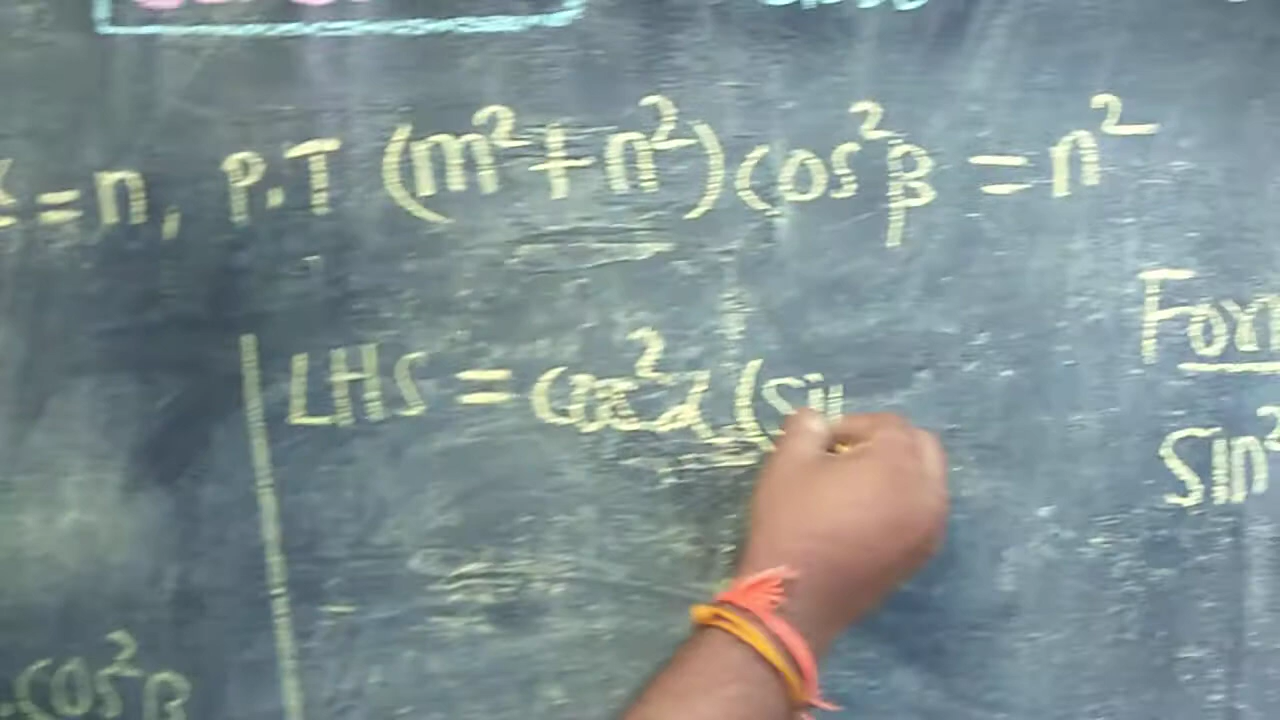 =n, P.T (m²+n²)cos²β = n²
LHS = cos²α (Si
Form
Sin²
cos²β